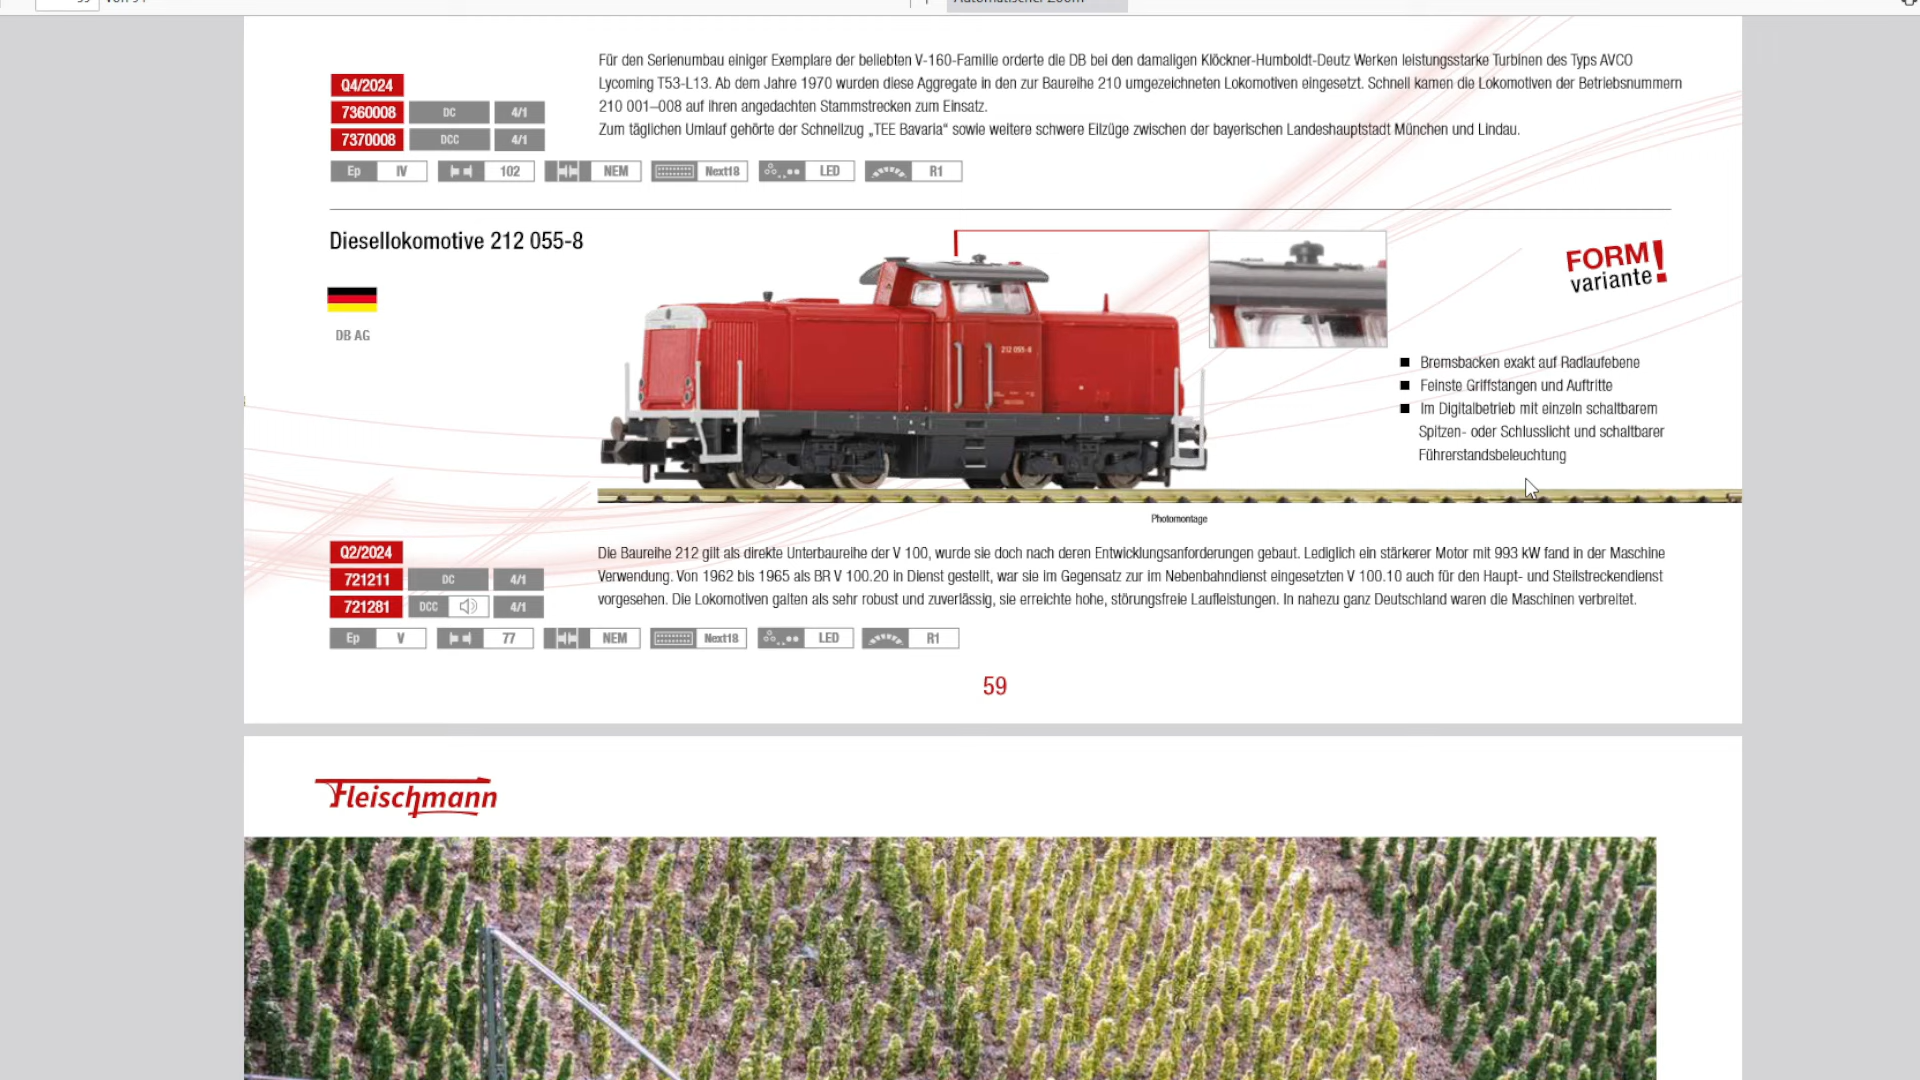 Für den Serienumbau einiger Exemplare der beliebten V-160-Familie orderte die DB bei den damaligen Klöckner-Humboldt-Deutz Werken leistungsstarke Turbinen des Typs AVCO
Lycoming T53-L13. Ab dem Jahre 1970 wurden diese Aggregate in den zur Baureihe 210 umgezeichneten Lokomotiven eingesetzt. Schnell kamen die Lokomotiven der Betriebsnummern
210 001–008 auf ihren angedachten Stammstrecken zum Einsatz.
Zum täglichen Umlauf gehörte der Schnellzug „TEE Bavaria“ sowie weitere schwere Eilzüge zwischen der bayerischen Landeshauptstadt München und Lindau.
Q4/2024
7360008 DC 4/1
7370008 DCC 4/1
Ep IV 102 NEM Next18 LED R1
Diesellokomotive 212 055-8
DB AG
FORM
variante!
212 055-8
Bremsbacken exakt auf Radlaufebene
Feinste Griffstangen und Auftritte
Im Digitalbetrieb mit einzeln schaltbarem
Spitzen- oder Schlusslicht und schaltbarer
Führerstandsbeleuchtung
Photomontage
Q2/2024
721211 DC 4/1
721281 DCC 4/1
Die Baureihe 212 gilt als direkte Unterbaureihe der V 100, wurde sie doch nach deren Entwicklungsanforderungen gebaut. Lediglich ein stärkerer Motor mit 993 kW fand in der Maschine
Verwendung. Von 1962 bis 1965 als BR V 100.20 in Dienst gestellt, war sie im Gegensatz zur im Nebenbahndienst eingesetzten V 100.10 auch für den Haupt- und Steilstreckendienst
vorgesehen. Die Lokomotiven galten als sehr robust und zuverlässig, sie erreichte hohe, störungsfreie Laufleistungen. In nahezu ganz Deutschland waren die Maschinen verbreitet.
Ep V 77 NEM Next18 LED R1
59
Fleischmann